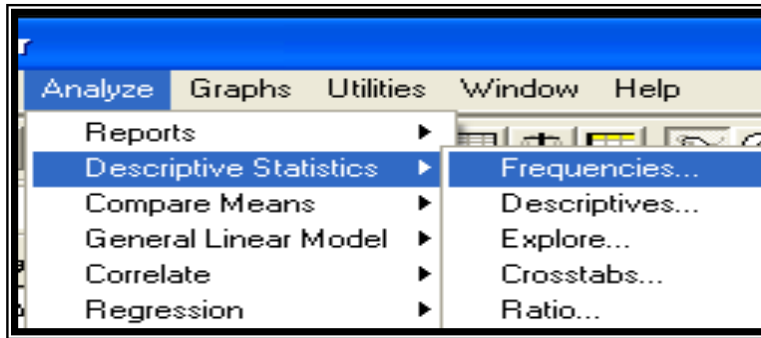 Analyze Graphs Utilities Window Help
Reports
Descriptive Statistics
Compare Means
General Linear Model
Correlate
Regression
Frequencies...
Descriptives...
Explore...
Crosstabs...
Ratio...